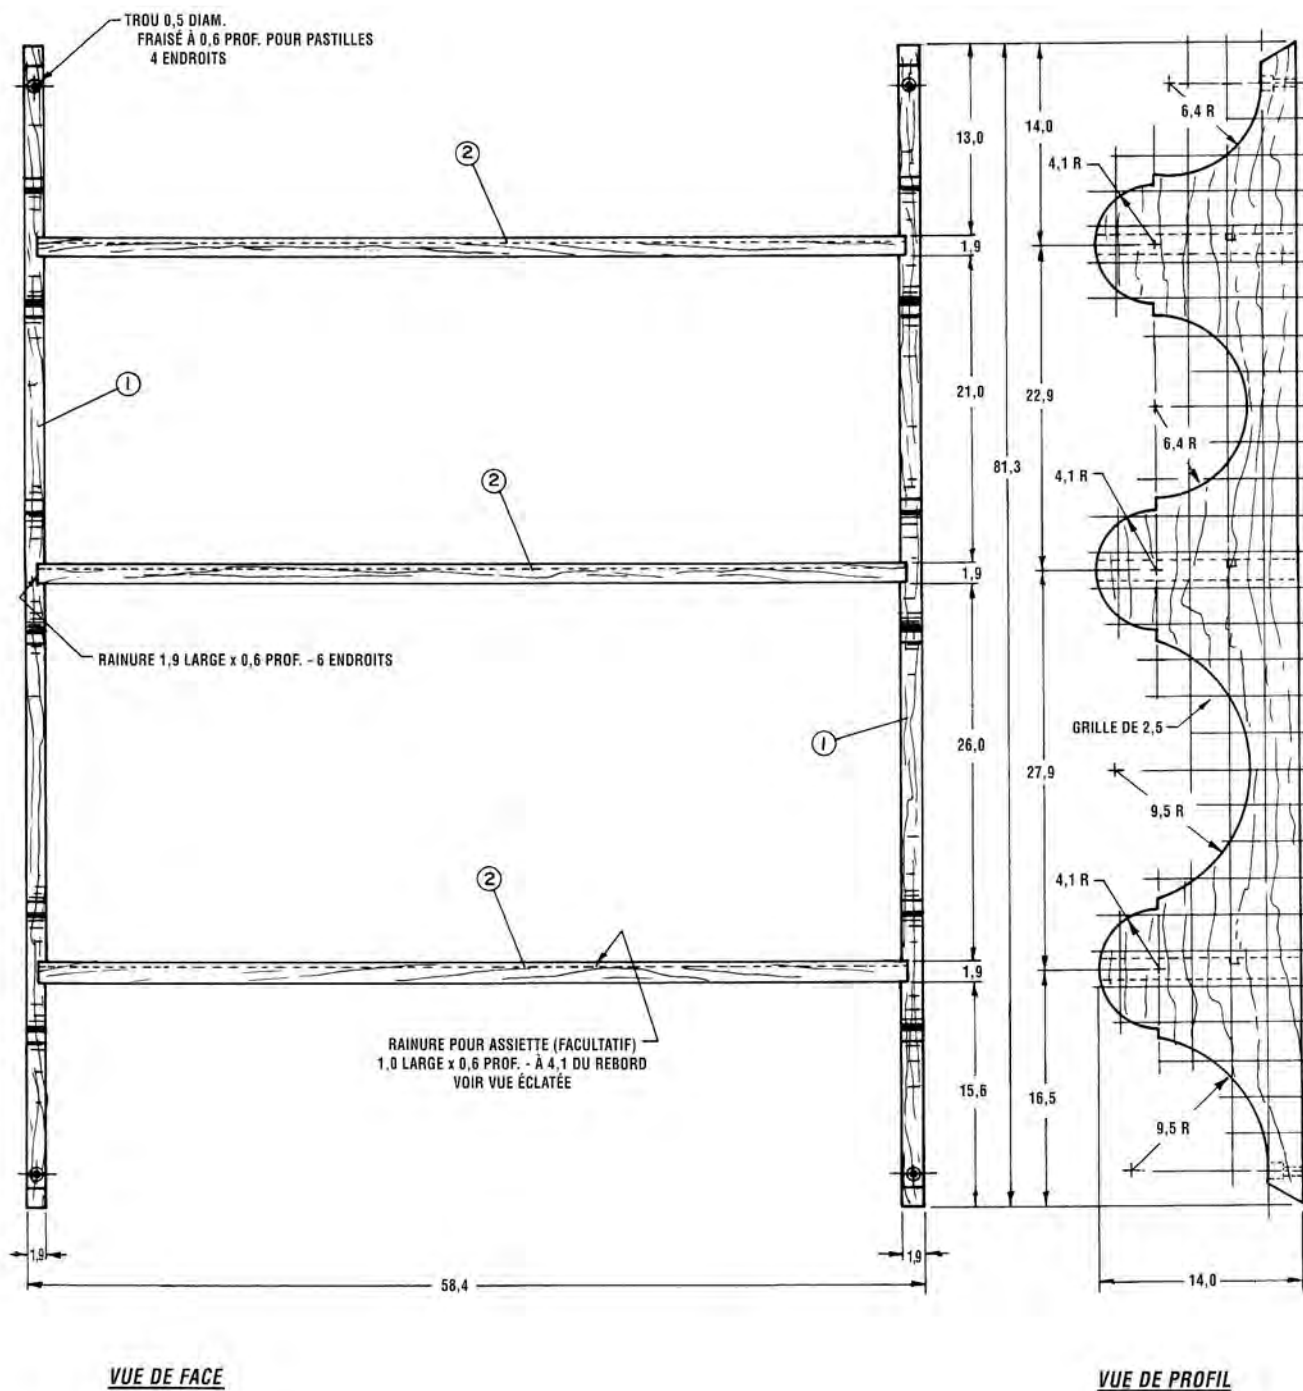 TROU 0,5 DIAM.
FRAISÉ À 0,6 PROF. POUR PASTILLES
4 ENDROITS
2
13,0
14,0
6,4 R
4,1 R
1,9
1
21,0
22,9
81,3
6,4 R
2
4,1 R
1,9
RAINURE 1,9 LARGE x 0,6 PROF. - 6 ENDROITS
1
26,0
27,9
GRILLE DE 2,5
9,5 R
2
4,1 R
1,9
RAINURE POUR ASSIETTE (FACULTATIF)
1,0 LARGE x 0,6 PROF. - À 4,1 DU REBORD
VOIR VUE ÉCLATÉE
15,6
16,5
9,5 R
1,9
1,9
58,4
14,0
VUE DE FACE
VUE DE PROFIL